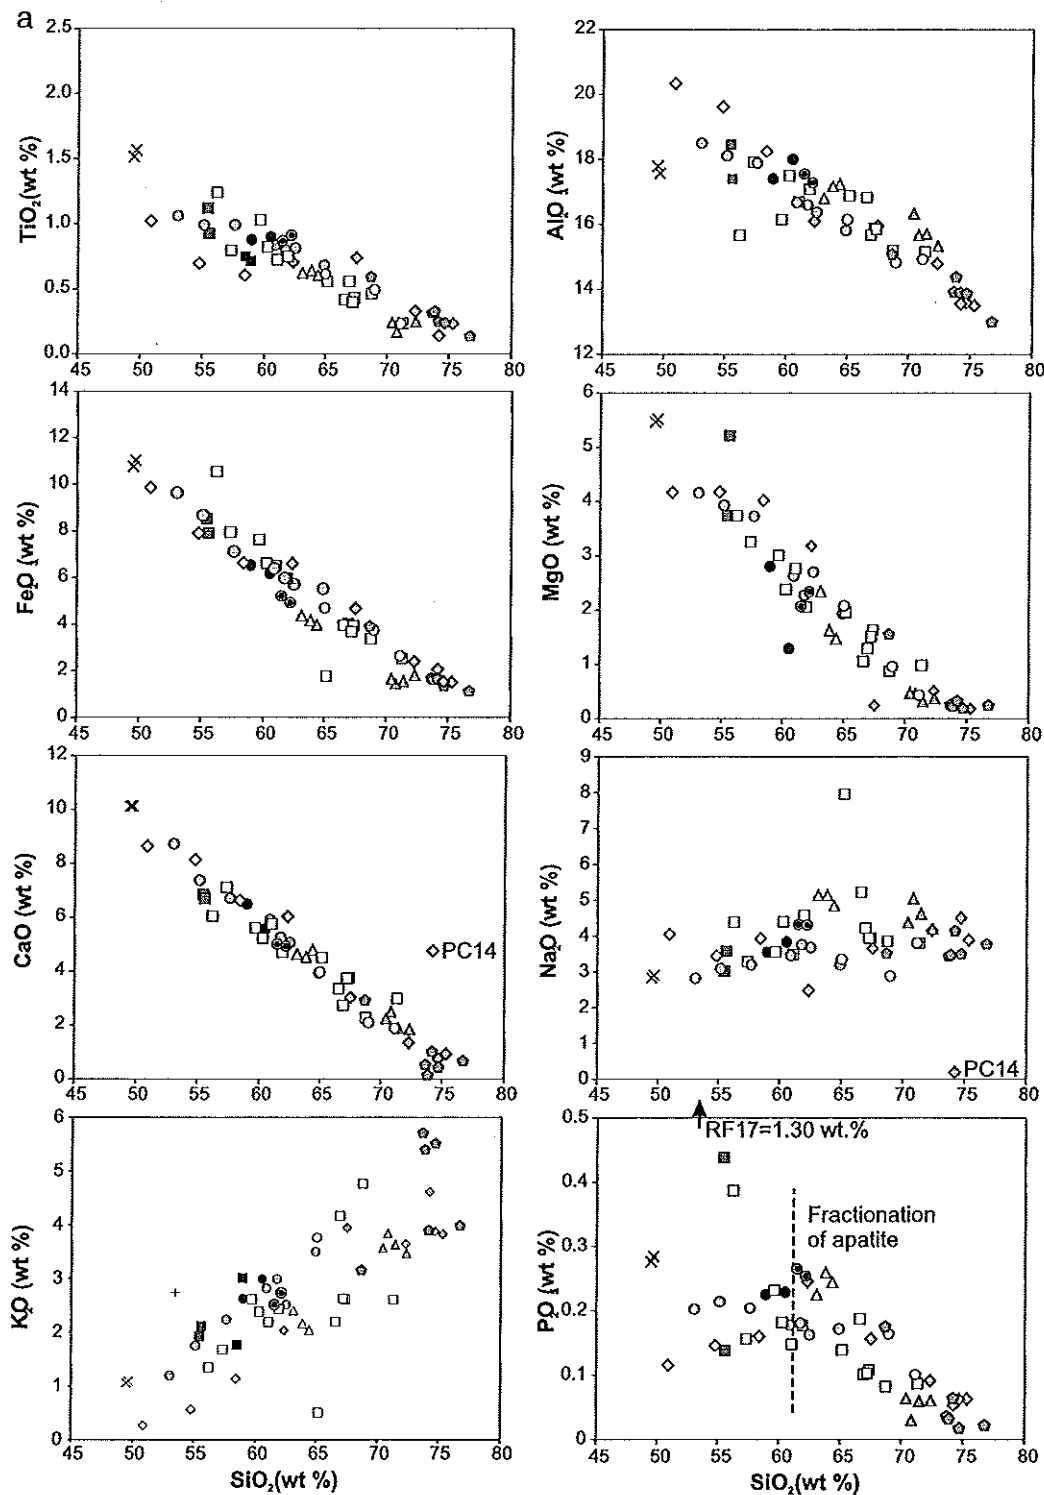 a
TiO2(wt %)
2.5
2.0
1.5
1.0
0.5
0.0
45 50 55 60 65 70 75 80
Al2O3(wt %)
22
20
18
16
14
12
45 50 55 60 65 70 75 80
Fe2O3(wt %)
14
12
10
8
6
4
2
0
45 50 55 60 65 70 75 80
MgO (wt %)
6
5
4
3
2
1
0
45 50 55 60 65 70 75 80
CaO (wt %)
12
10
8
6
4
2
0
PC14
45 50 55 60 65 70 75 80
Na2O (wt %)
9
8
7
6
5
4
3
2
1
0
PC14
45 50 55 60 65 70 75 80
K2O (wt %)
6
5
4
3
2
1
0
45 50 55 60 65 70 75 80
SiO2(wt %)
RF17=1.30 wt.%
P2O5(wt %)
0.5
0.4
0.3
0.2
0.1
0
Fractionation
of apatite
45 50 55 60 65 70 75 80
SiO2(wt %)